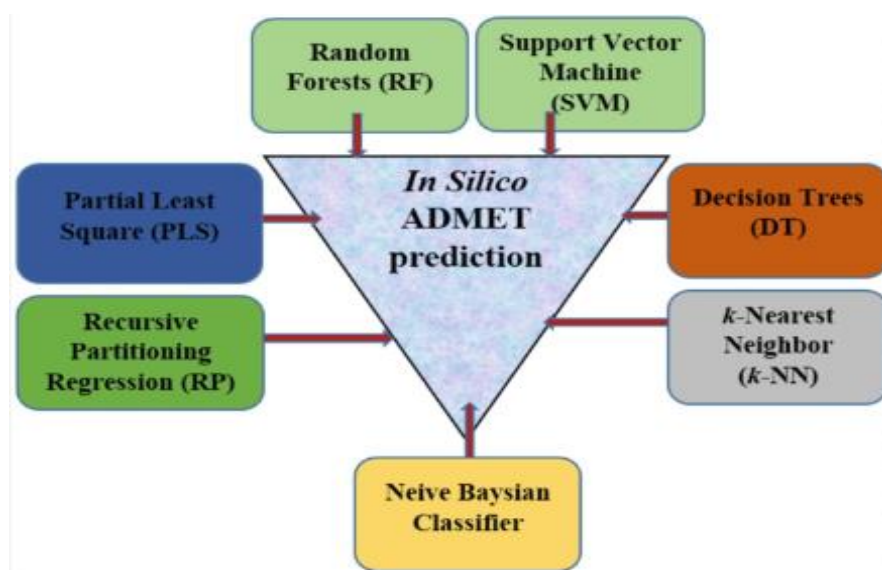 Random
Forests (RF)
Support Vector
Machine
(SVM)
In Silico
ADMET
prediction
Partial Least
Square (PLS)
Decision Trees
(DT)
Recursive
Partitioning
Regression (RP)
k-Nearest
Neighbor
(k-NN)
Neive Baysian
Classifier